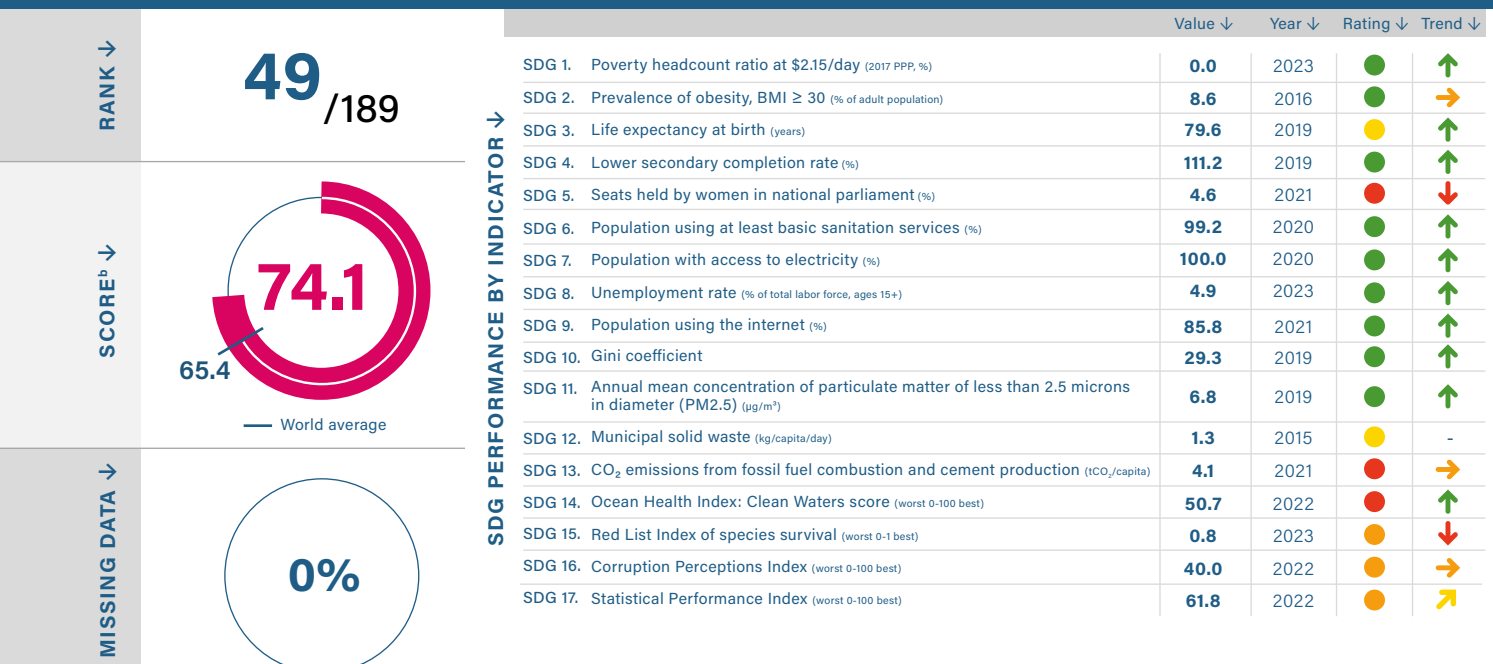 RANK →
49/189
SCOREᵇ →
74.1
65.4
World average
MISSING DATA →
0%
SDG PERFORMANCE BY INDICATOR →
Value ↓ Year ↓ Rating ↓ Trend ↓
SDG 1. Poverty headcount ratio at $2.15/day (2017 PPP, %) 0.0 2023 ↑
SDG 2. Prevalence of obesity, BMI ≥ 30 (% of adult population) 8.6 2016 →
SDG 3. Life expectancy at birth (years) 79.6 2019 ↑
SDG 4. Lower secondary completion rate (%) 111.2 2019 ↑
SDG 5. Seats held by women in national parliament (%) 4.6 2021 ↓
SDG 6. Population using at least basic sanitation services (%) 99.2 2020 ↑
SDG 7. Population with access to electricity (%) 100.0 2020 ↑
SDG 8. Unemployment rate (% of total labor force, ages 15+) 4.9 2023 ↑
SDG 9. Population using the internet (%) 85.8 2021 ↑
SDG 10. Gini coefficient 29.3 2019 ↑
SDG 11. Annual mean concentration of particulate matter of less than 2.5 microns
in diameter (PM2.5) (μg/m³) 6.8 2019 ↑
SDG 12. Municipal solid waste (kg/capita/day) 1.3 2015 -
SDG 13. CO₂ emissions from fossil fuel combustion and cement production (tCO₂/capita) 4.1 2021 →
SDG 14. Ocean Health Index: Clean Waters score (worst 0-100 best) 50.7 2022 ↑
SDG 15. Red List Index of species survival (worst 0-1 best) 0.8 2023 ↓
SDG 16. Corruption Perceptions Index (worst 0-100 best) 40.0 2022 →
SDG 17. Statistical Performance Index (worst 0-100 best) 61.8 2022 ↗